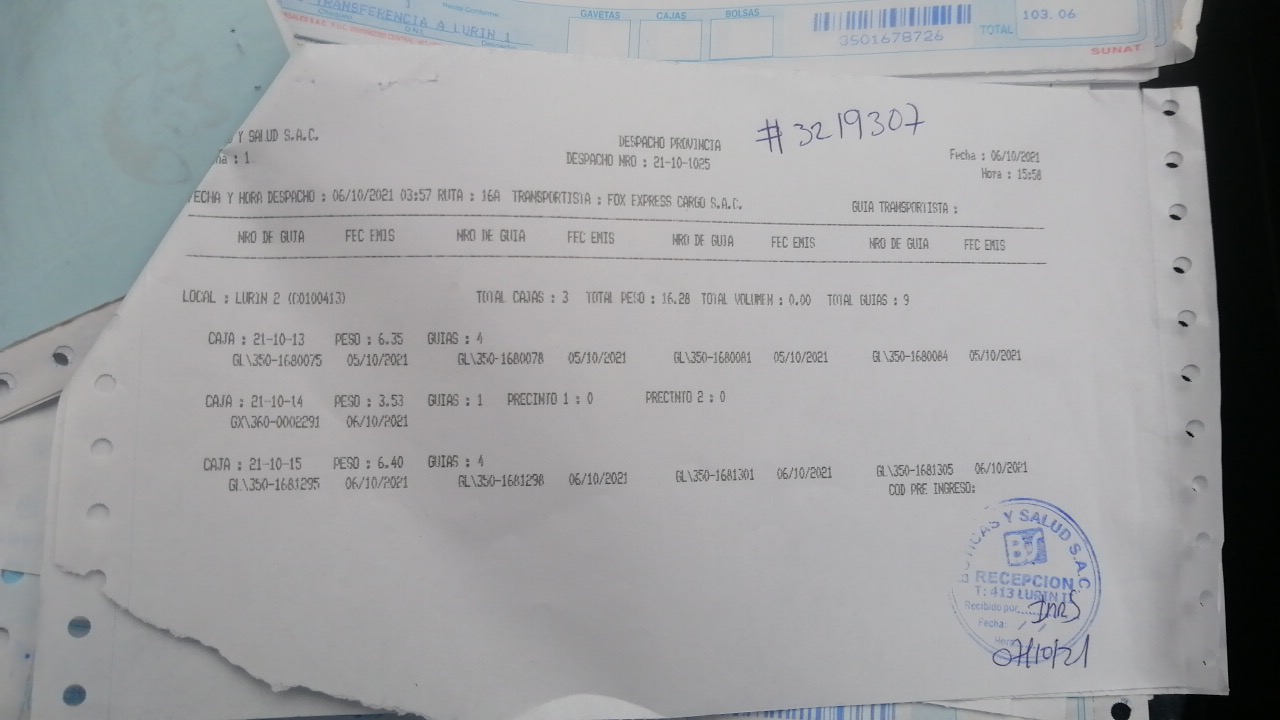 TRANSFERENCIA A LURIN 1
GAVETAS CAJAS BOLSAS
3501678726
TOTAL 103.06
SUNAT
Y SALUD S.A.C.
: 1
#3219307
DESPACHO PROVINCIA
DESPACHO NRO : 21-10-1025
Fecha : 06/10/2021
Hora : 15:58
FECHA Y HORA DESPACHO : 06/10/2021 03:57 RUTA : 16A TRANSPORTISTA : FOX EXPRESS CARGO S.A.C. GUIA TRANSPORTISTA :
NRO DE GUIA FEC EMIS NRO DE GUIA FEC EMIS NRO DE GUIA FEC EMIS NRO DE GUIA FEC EMIS
LOCAL : LURIN 2 (C0100413) TOTAL CAJAS : 3 TOTAL PESO : 16.28 TOTAL VOLUMEN : 0.00 TOTAL GUIAS : 9
CAJA : 21-10-13 PESO : 6.35 GUIAS : 4
GL\350-1680075 05/10/2021 GL\350-1680078 05/10/2021 GL\350-1680081 05/10/2021 GL\350-1680084 05/10/2021
CAJA : 21-10-14 PESO : 3.53 GUIAS : 1 PRECINTO 1 : 0 PRECINTO 2 : 0
GX\360-0002291 06/10/2021
CAJA : 21-10-15 PESO : 6.40 GUIAS : 4
GL\350-1681295 06/10/2021 GL\350-1681298 06/10/2021 GL\350-1681301 06/10/2021 GL\350-1681305 06/10/2021
COD PRE INGRESO:
Y SALUD S.A.C.
RECEPCION
T: 413 LURIN II
Recibido por
Fecha:
07/10/21